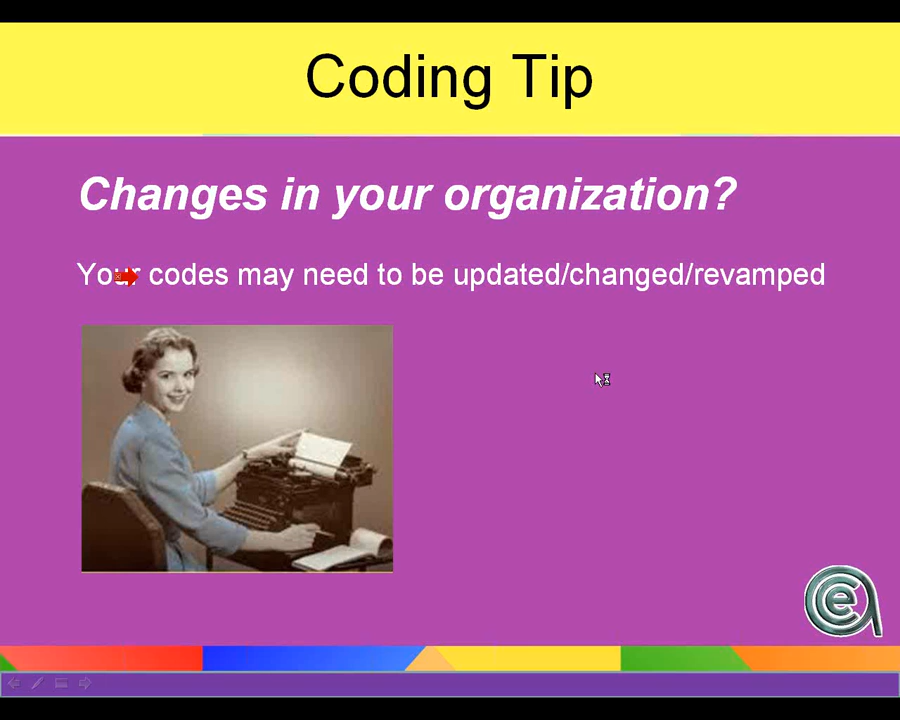 Coding Tip
Changes in your organization?
Your codes may need to be updated/changed/revamped